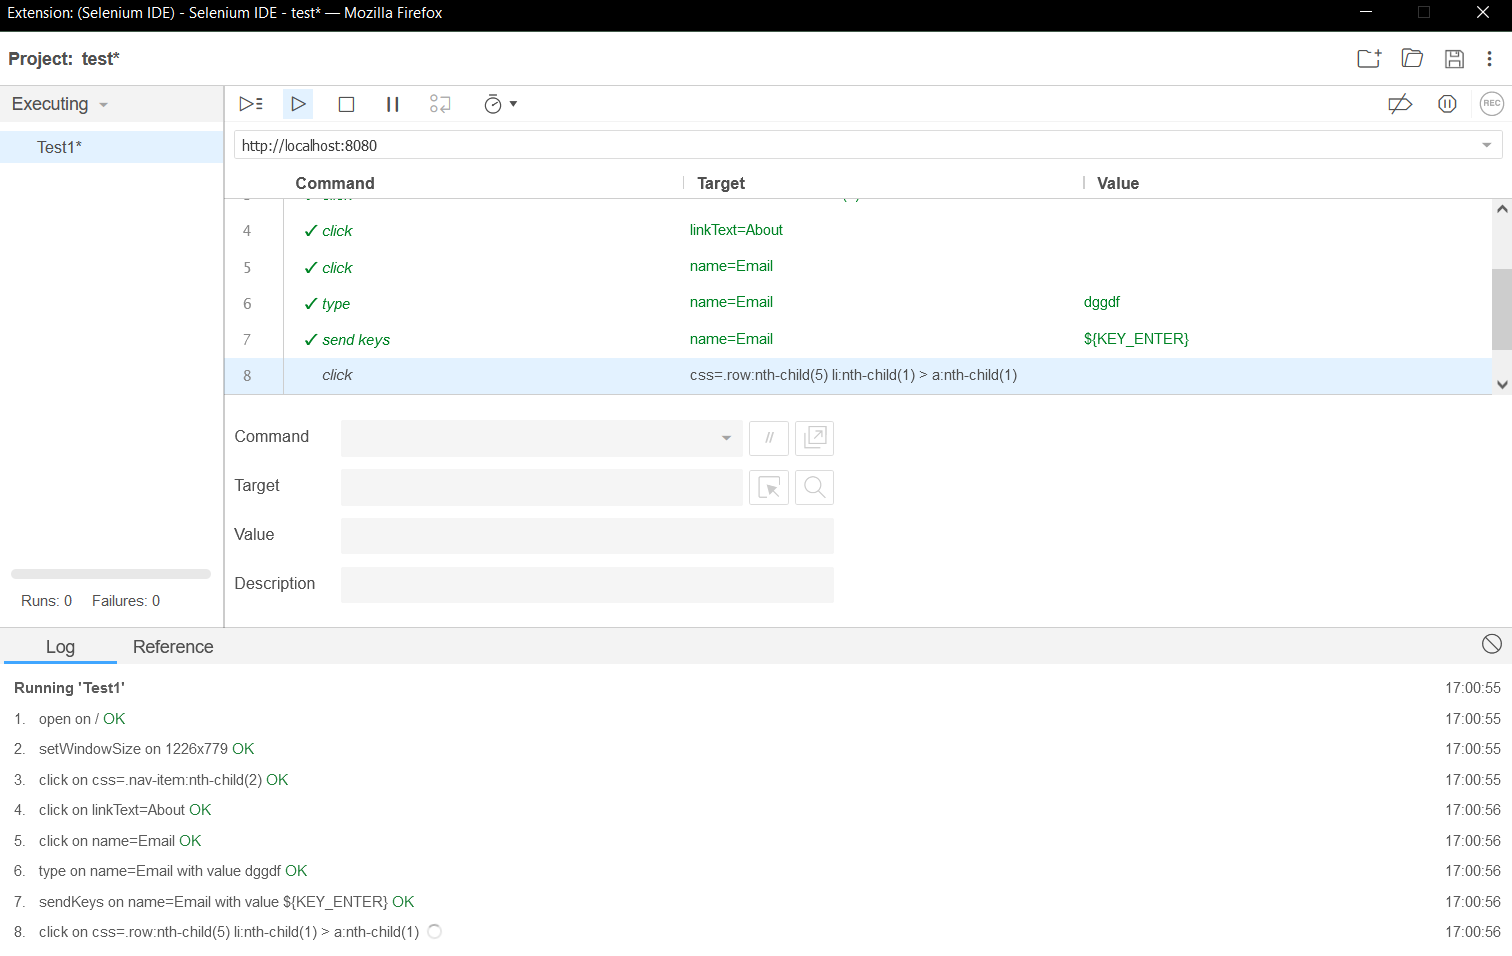 Extension: (Selenium IDE) - Selenium IDE - test* — Mozilla Firefox
Project: test*
Executing
Test1*
REC
http://localhost:8080
Command Target Value
4 ✓ click linkText=About
5 ✓ click name=Email
6 ✓ type name=Email dggdf
7 ✓ send keys name=Email ${KEY_ENTER}
8 click css=.row:nth-child(5) li:nth-child(1) > a:nth-child(1)
Command //
Target
Value
Description
Runs: 0 Failures: 0
Log Reference
Running 'Test1' 17:00:55
1. open on / OK 17:00:55
2. setWindowSize on 1226x779 OK 17:00:55
3. click on css=.nav-item:nth-child(2) OK 17:00:55
4. click on linkText=About OK 17:00:56
5. click on name=Email OK 17:00:56
6. type on name=Email with value dggdf OK 17:00:56
7. sendKeys on name=Email with value ${KEY_ENTER} OK 17:00:56
8. click on css=.row:nth-child(5) li:nth-child(1) > a:nth-child(1) 17:00:56